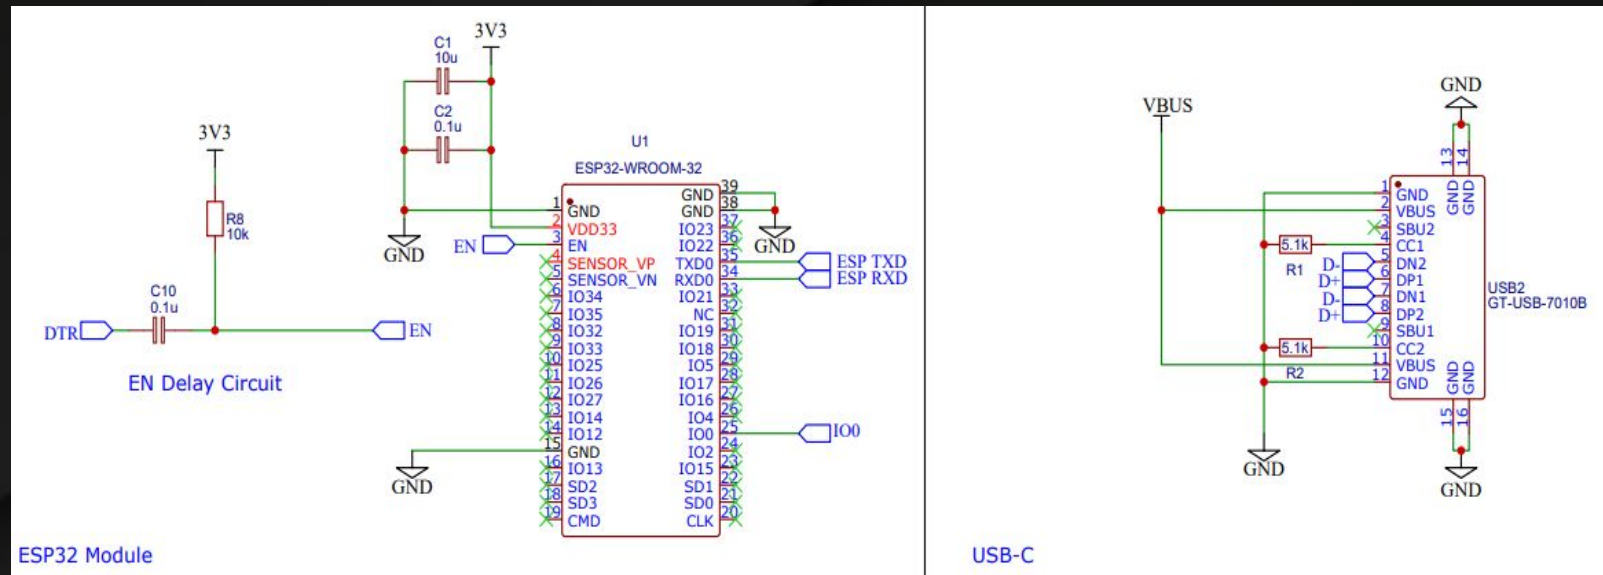 3V3
C1
10u
C2
0.1u
GND
3V3
R8
10k
C10
0.1u
DTR
EN
EN Delay Circuit
U1
ESP32-WROOM-32
EN
1 GND
2 VDD33
3 EN
4 SENSOR_VP
5 SENSOR_VN
6 IO34
7 IO35
8 IO32
9 IO33
10 IO25
11 IO26
12 IO27
13 IO14
14 IO12
15 GND
16 IO13
17 SD2
18 SD3
19 CMD
GND
GND 39
GND 38
IO23 37
IO22 36
TXD0 35
RXD0 34
IO21 33
NC 32
IO19 31
IO18 30
IO5 29
IO17 28
IO16 27
IO4 26
IO0 25
IO2 24
IO15 23
SD1 22
SD0 21
CLK 20
GND
ESP TXD
ESP RXD
IO0
ESP32 Module
VBUS
GND
13 14
GND GND
1 GND
2 VBUS
3 SBU2
4 CC1
5 DN2
6 DP1
7 DN1
8 DP2
9 SBU1
10 CC2
11 VBUS
12 GND
5.1k
R1
D-
D+
D-
D+
5.1k
R2
USB2
GT-USB-7010B
GND GND
15 16
GND
GND
USB-C